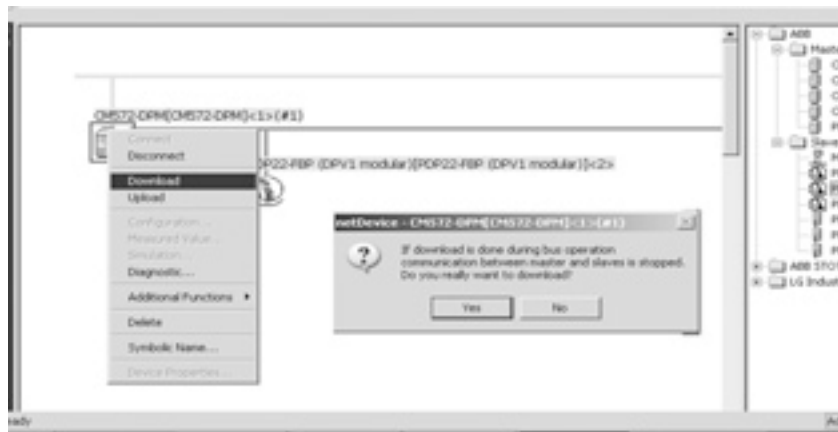 CM572-DPM[CM572-DPM]<1>(#1)
Connect
Disconnect
Download
Upload
Configuration...
Measured Value...
Simulation...
Diagnostic...
Additional Functions
Delete
Symbolic Name...
Device Properties...
PDP22-FBP (DPV1 modular)[PDP22-FBP (DPV1 modular)]<2>
netDevice - CM572-DPM[CM572-DPM]<1>(#1)
If download is done during bus operation
communication between master and slaves is stopped.
Do you really want to download?
Yes
No
ABB
Maste
C
C
C
P
Slave
ABB STO
LG Indust
eady